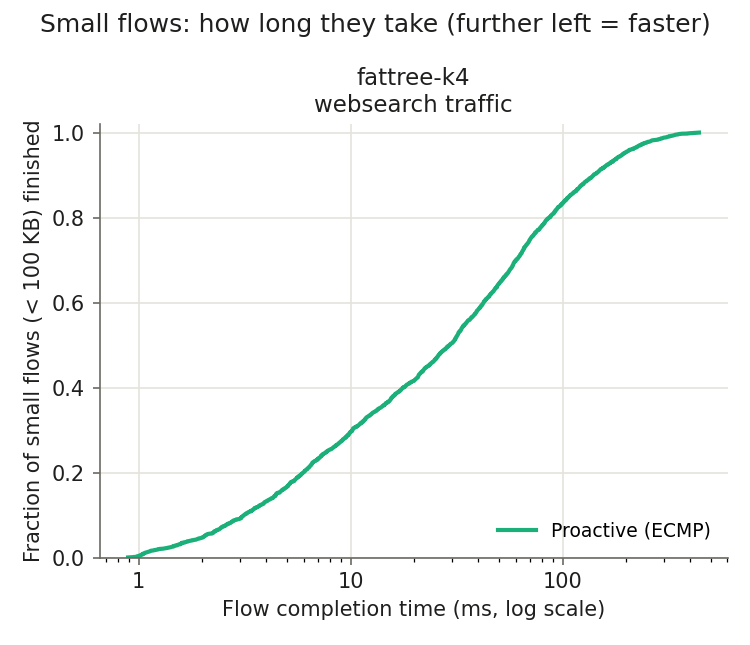 Small flows: how long they take (further left = faster)
fattree-k4
websearch traffic
Fraction of small flows (< 100 KB) finished
1.0
0.8
0.6
0.4
0.2
0.0
Proactive (ECMP)
1 10 100
Flow completion time (ms, log scale)